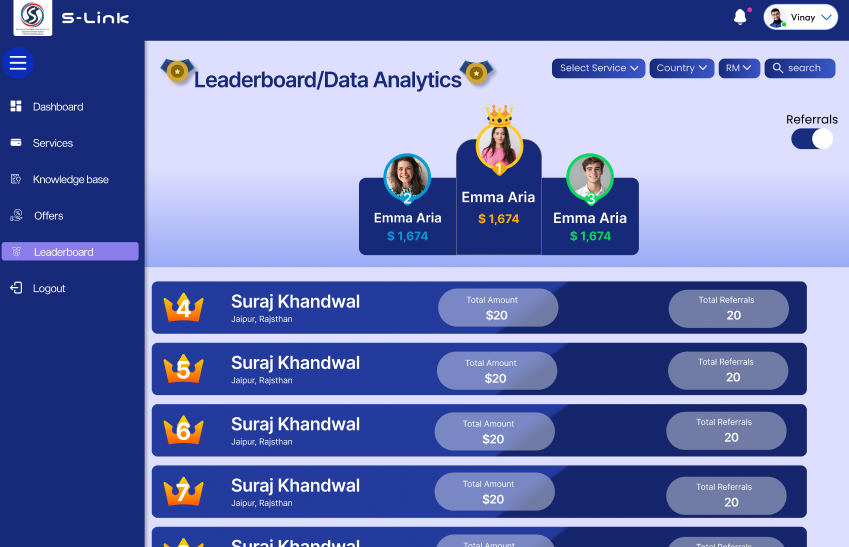 S-Link
Vinay
Dashboard
Services
Knowledge base
Offers
Leaderboard
Logout
Leaderboard/Data Analytics
Select Service
Country
RM
search
Referrals
1
Emma Aria
$ 1,674
2
Emma Aria
$ 1,674
3
Emma Aria
$ 1,674
4
Suraj Khandwal
Jaipur, Rajsthan
Total Amount
$20
Total Referrals
20
5
Suraj Khandwal
Jaipur, Rajsthan
Total Amount
$20
Total Referrals
20
6
Suraj Khandwal
Jaipur, Rajsthan
Total Amount
$20
Total Referrals
20
7
Suraj Khandwal
Jaipur, Rajsthan
Total Amount
$20
Total Referrals
20
Suraj Khandwal
Total Amount
Total Referrals